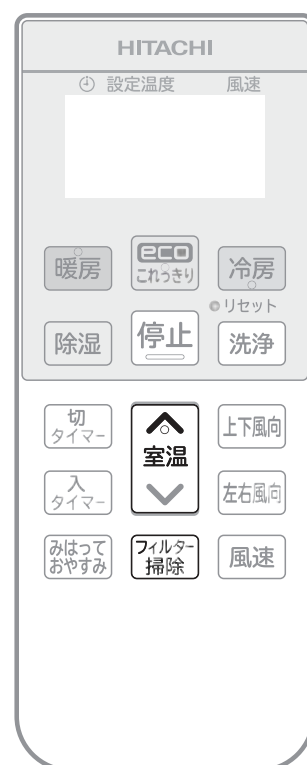 HITACHI
設定温度 風速
暖房
eco
これっきり
冷房
リセット
除湿
停止
洗浄
切
タイマー
室温
上下風向
入
タイマー
左右風向
みはって
おやすみ
フィルター
掃除
風速